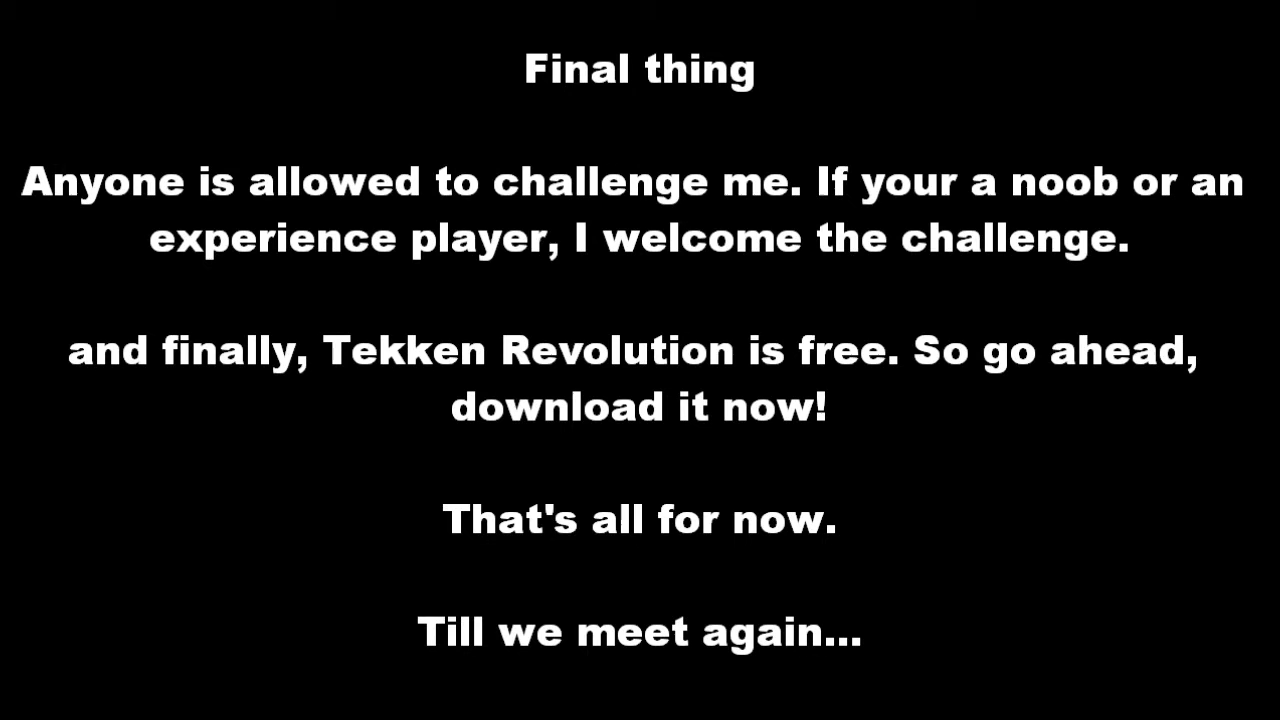 Final thing
Anyone is allowed to challenge me. If your a noob or an
experience player, I welcome the challenge.
and finally, Tekken Revolution is free. So go ahead,
download it now!
That's all for now.
Till we meet again...